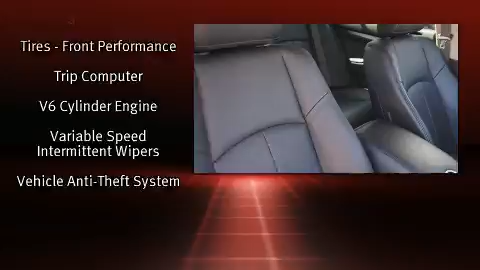 Tires - Front Performance
Trip Computer
V6 Cylinder Engine
Variable Speed
Intermittent Wipers
Vehicle Anti-Theft System